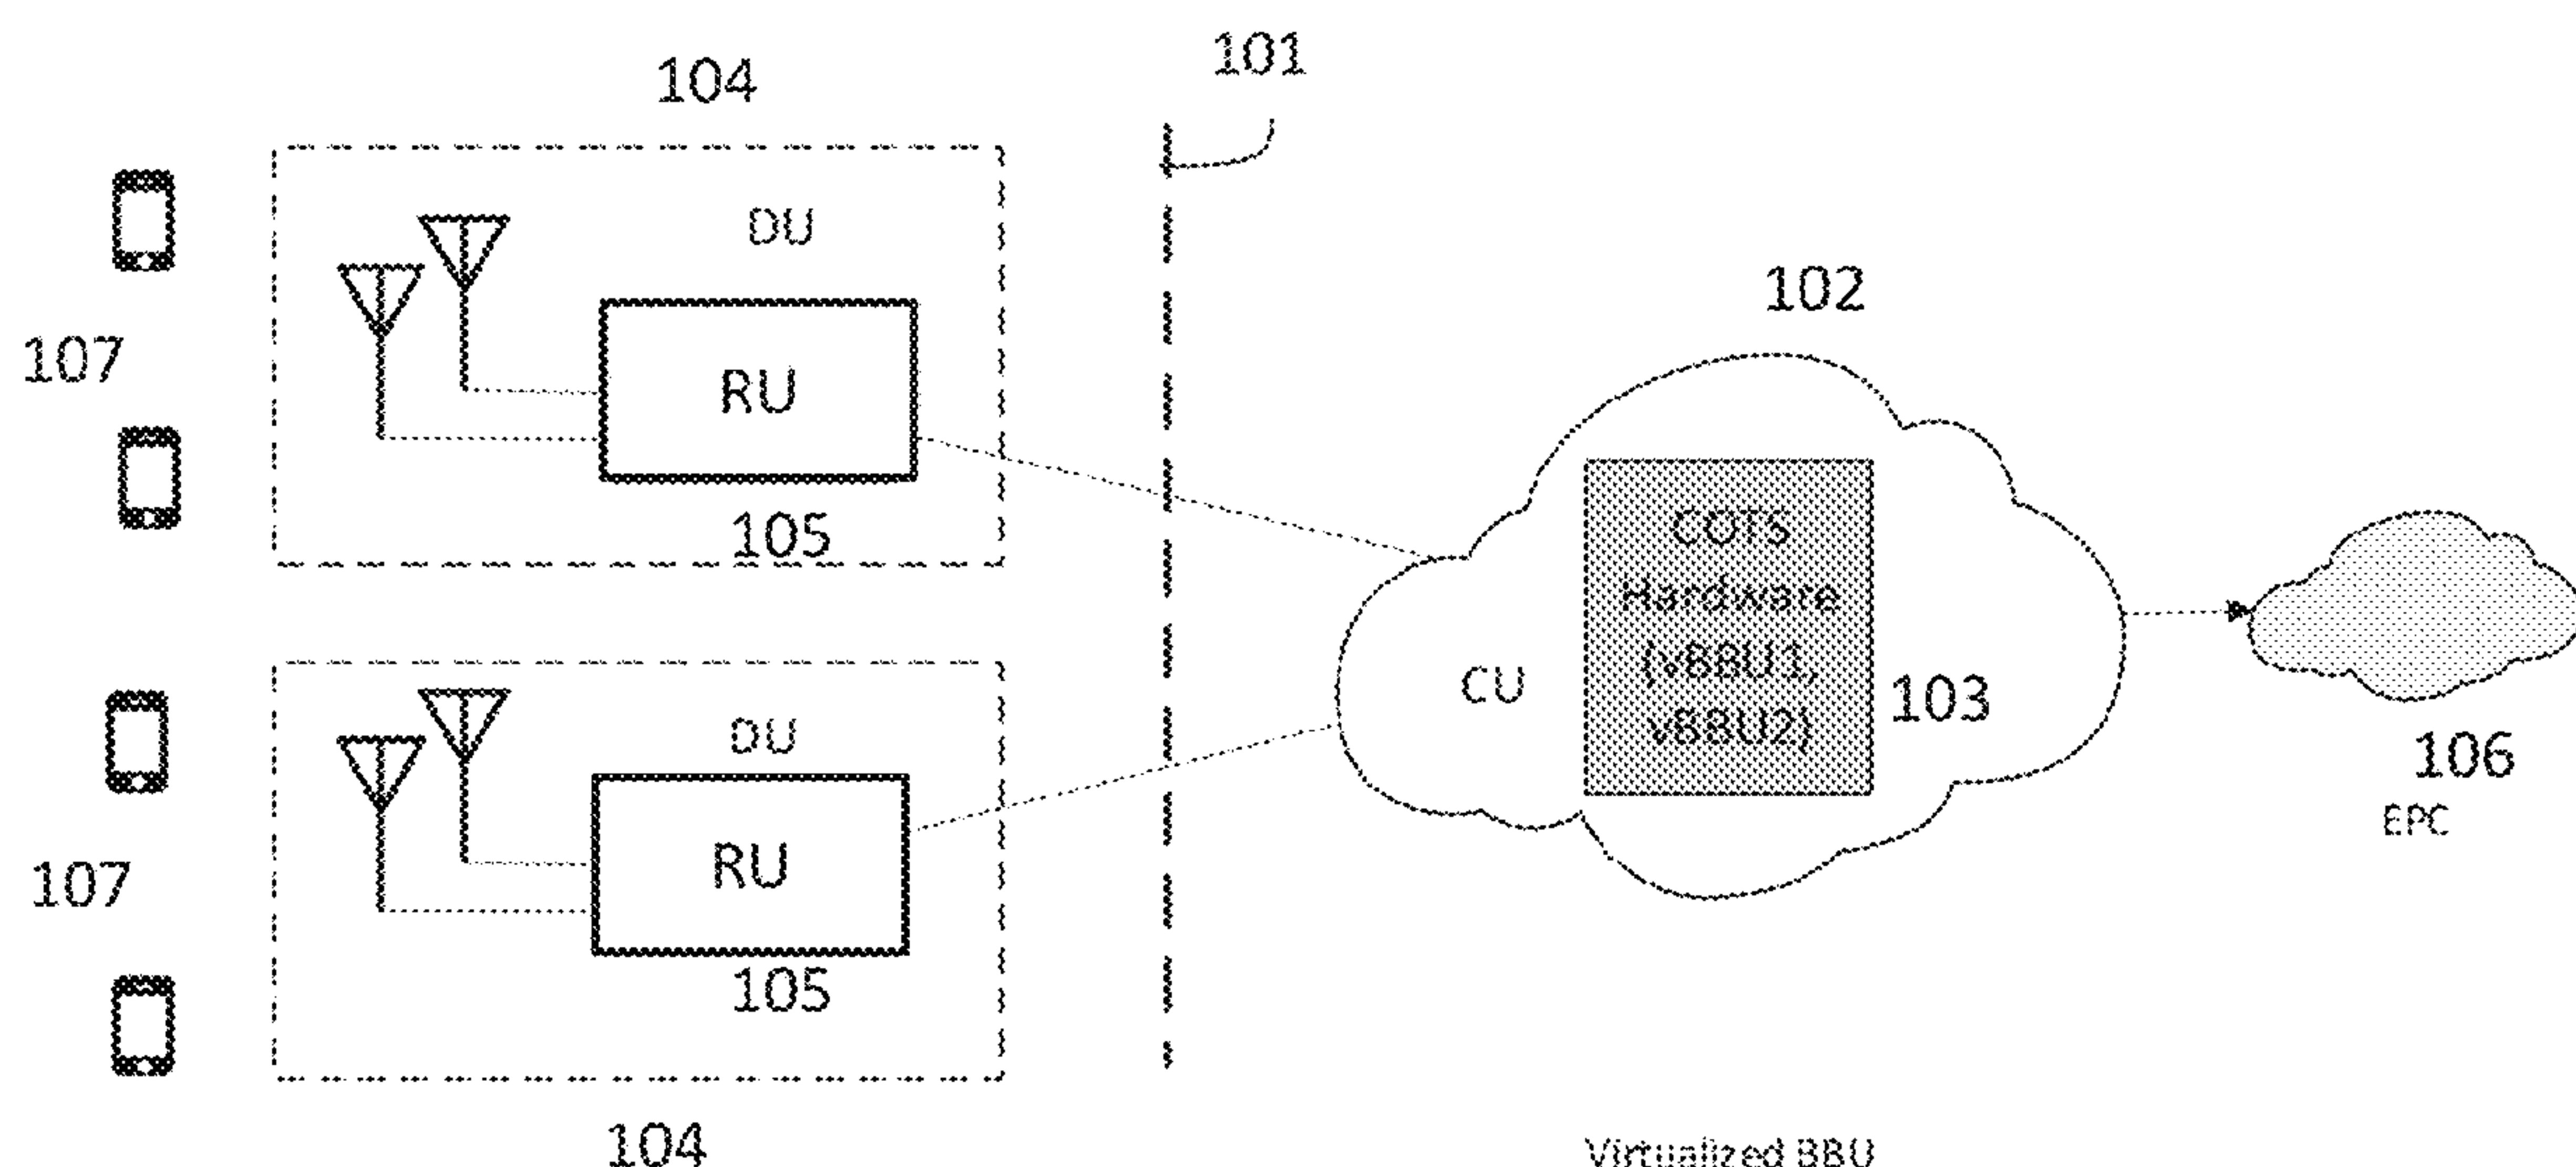 101
104
DU
102
107
RU
COTS
Hardware
(vBBU1,
vBBU2)
105
CU
103
DU
106
EPC
107
RU
105
104
Virtualized BBU